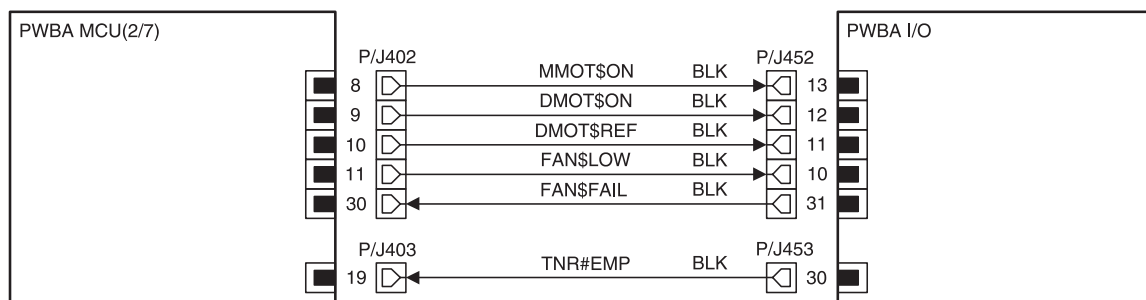 PWBA MCU(2/7) PWBA I/O
P/J402 P/J452
8 MMOT$ON BLK 13
9 DMOT$ON BLK 12
10 DMOT$REF BLK 11
11 FAN$LOW BLK 10
30 FAN$FAIL BLK 31
P/J403 P/J453
19 TNR#EMP BLK 30